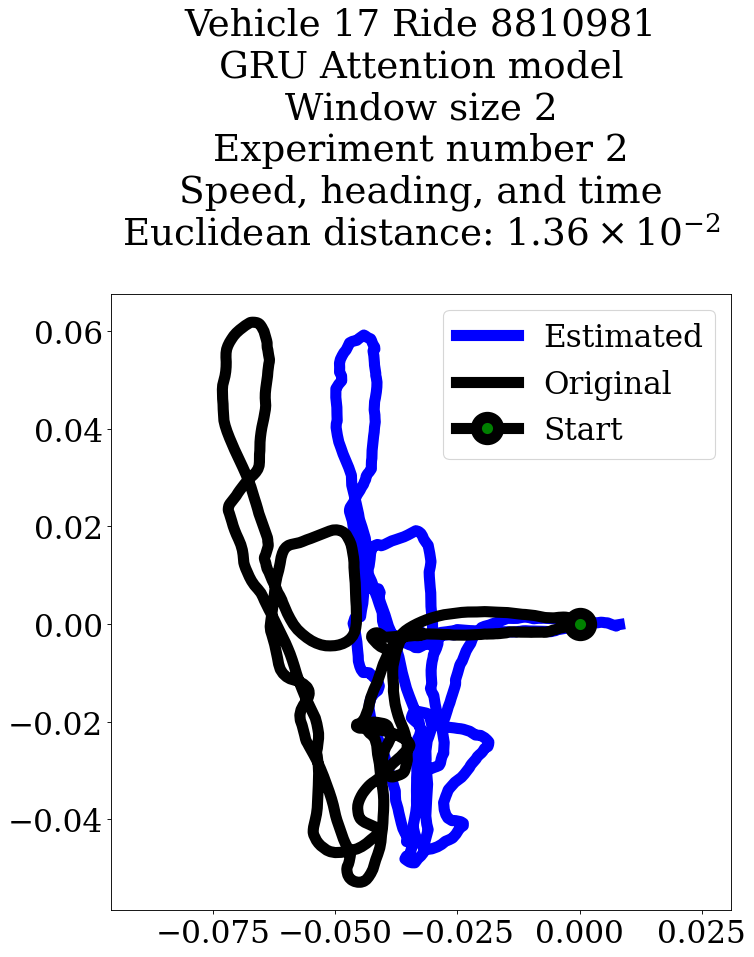 Vehicle 17 Ride 8810981
GRU Attention model
Window size 2
Experiment number 2
Speed, heading, and time
Euclidean distance: 1.36 × 10⁻²
Estimated
Original
Start
0.06
0.04
0.02
0.00
−0.02
−0.04
−0.075 −0.050 −0.025 0.000 0.025